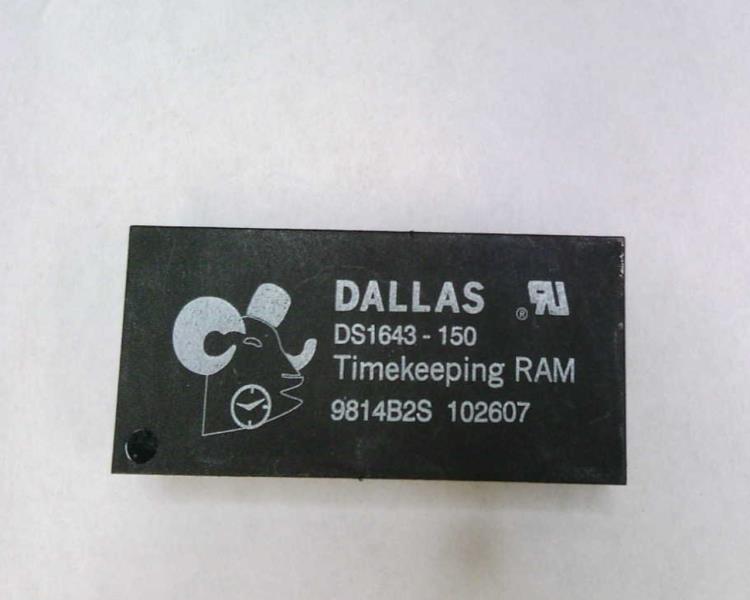 DALLAS ®
DS1643 - 150
Timekeeping RAM
9814B2S 102607